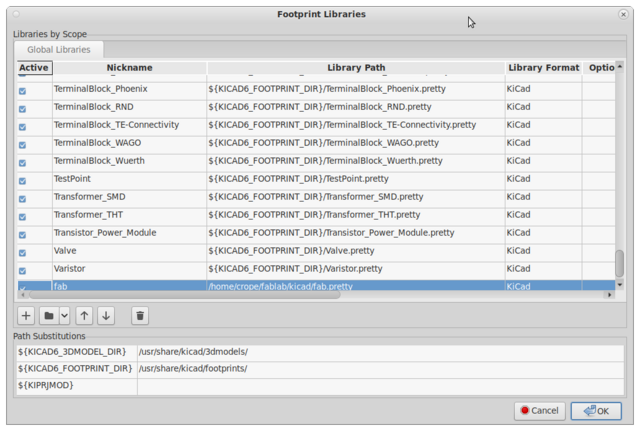 Footprint Libraries
Libraries by Scope
Global Libraries
Active Nickname Library Path Library Format Optio
TerminalBlock_Phoenix ${KICAD6_FOOTPRINT_DIR}/TerminalBlock_Phoenix.pretty KiCad
TerminalBlock_RND ${KICAD6_FOOTPRINT_DIR}/TerminalBlock_RND.pretty KiCad
TerminalBlock_TE-Connectivity ${KICAD6_FOOTPRINT_DIR}/TerminalBlock_TE-Connectivity.pretty KiCad
TerminalBlock_WAGO ${KICAD6_FOOTPRINT_DIR}/TerminalBlock_WAGO.pretty KiCad
TerminalBlock_Wuerth ${KICAD6_FOOTPRINT_DIR}/TerminalBlock_Wuerth.pretty KiCad
TestPoint ${KICAD6_FOOTPRINT_DIR}/TestPoint.pretty KiCad
Transformer_SMD ${KICAD6_FOOTPRINT_DIR}/Transformer_SMD.pretty KiCad
Transformer_THT ${KICAD6_FOOTPRINT_DIR}/Transformer_THT.pretty KiCad
Transistor_Power_Module ${KICAD6_FOOTPRINT_DIR}/Transistor_Power_Module.pretty KiCad
Valve ${KICAD6_FOOTPRINT_DIR}/Valve.pretty KiCad
Varistor ${KICAD6_FOOTPRINT_DIR}/Varistor.pretty KiCad
fab /home/crope/fablab/kicad/fab.pretty KiCad
Path Substitutions
${KICAD6_3DMODEL_DIR} /usr/share/kicad/3dmodels/
${KICAD6_FOOTPRINT_DIR} /usr/share/kicad/footprints/
${KIPRJMOD}
Cancel OK